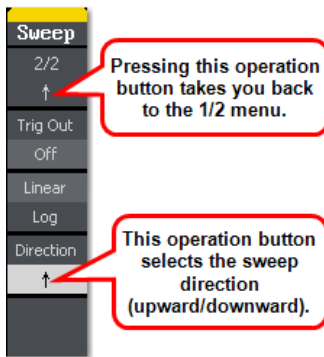 Sweep
2/2
↑
Pressing this operation
button takes you back
to the 1/2 menu.
Trig Out
Off
Linear
Log
Direction
↑
This operation button
selects the sweep
direction
(upward/downward).